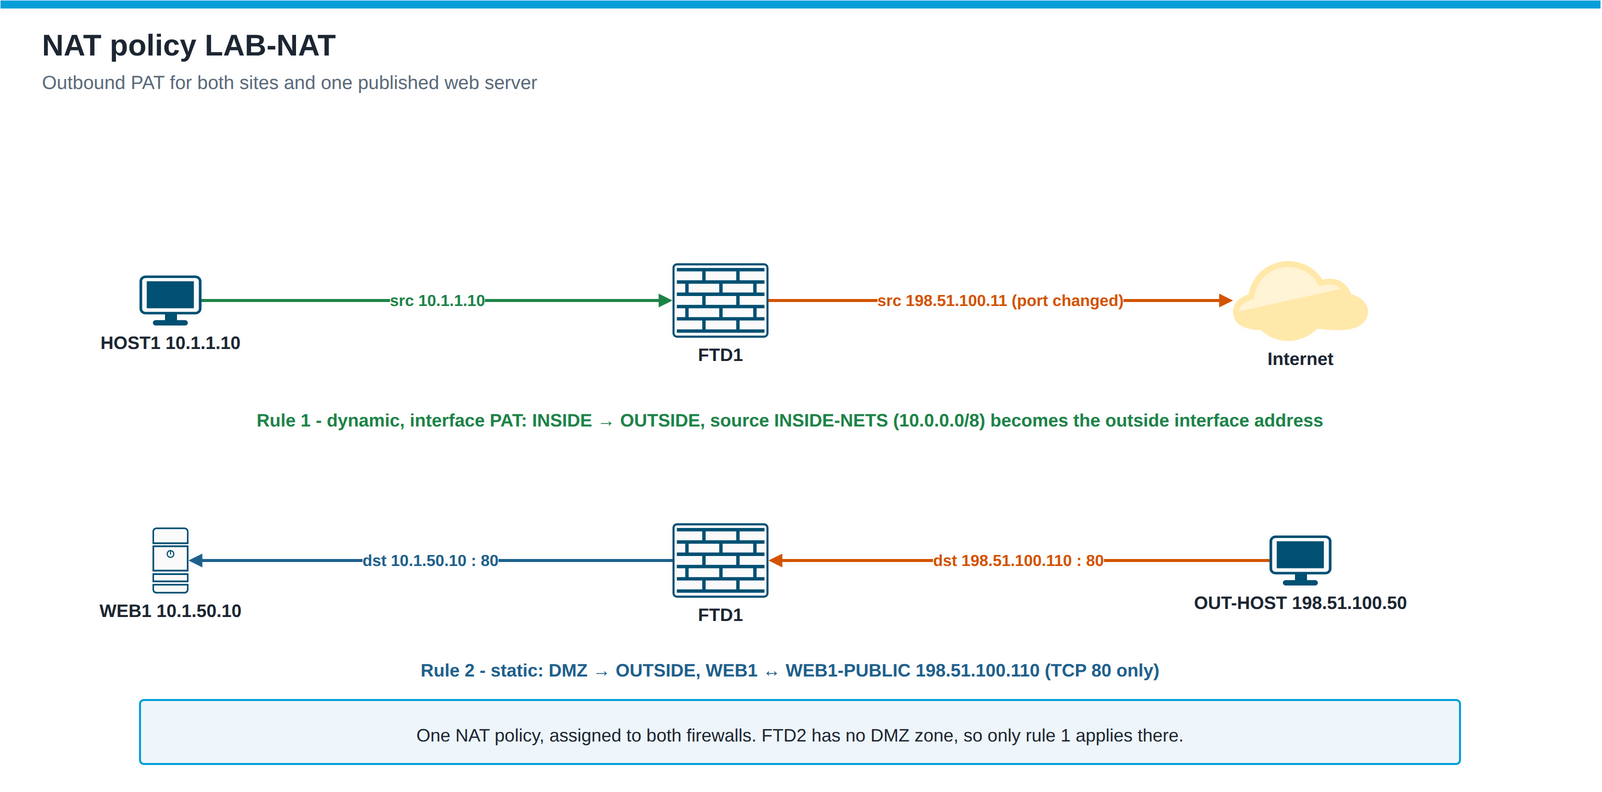 NAT policy LAB-NAT
Outbound PAT for both sites and one published web server
src 10.1.1.10
src 198.51.100.11 (port changed)
HOST1 10.1.1.10
FTD1
Internet
Rule 1 - dynamic, interface PAT: INSIDE → OUTSIDE, source INSIDE-NETS (10.0.0.0/8) becomes the outside interface address
dst 10.1.50.10 : 80
dst 198.51.100.110 : 80
WEB1 10.1.50.10
FTD1
OUT-HOST 198.51.100.50
Rule 2 - static: DMZ → OUTSIDE, WEB1 ↔ WEB1-PUBLIC 198.51.100.110 (TCP 80 only)
One NAT policy, assigned to both firewalls. FTD2 has no DMZ zone, so only rule 1 applies there.